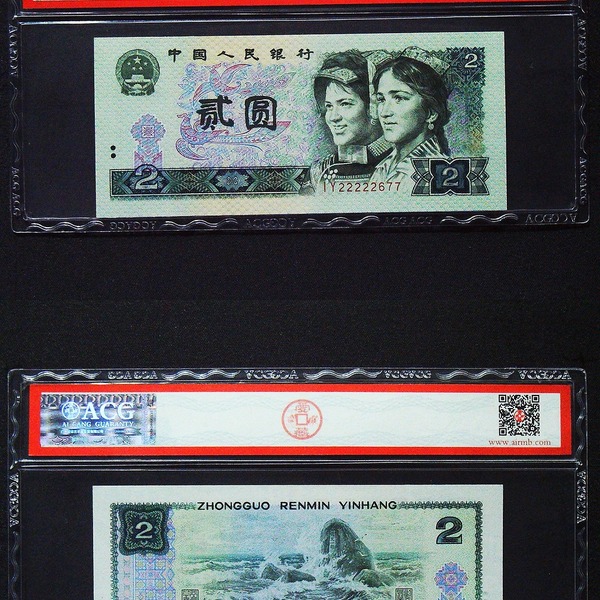 中国人民银行
2
贰圆
2
2
IY22222677
ACG
AI CANG GUARANTY
www.airmb.com
ZHONGGUO RENMIN YINHANG
2
2